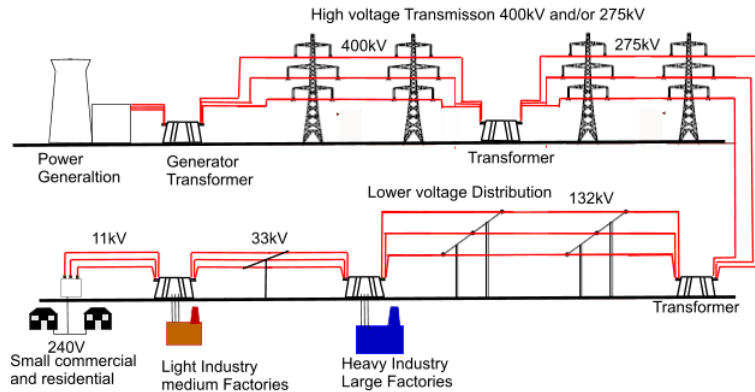 High voltage Transmisson 400kV and/or 275kV
400kV
275kV
Power
Generaltion
Generator
Transformer
Transformer
Lower voltage Distribution
132kV
11kV
33kV
Transformer
240V
Small commercial
and residential
Light Industry
medium Factories
Heavy Industry
Large Factories